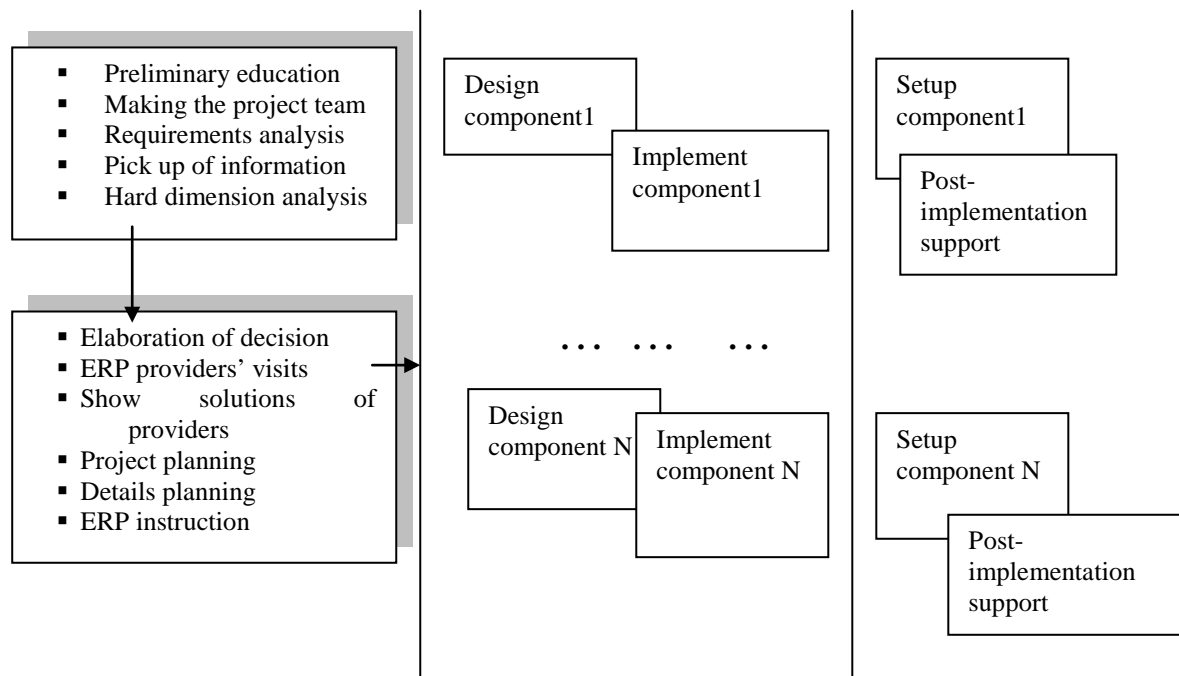 ▪ Preliminary education
▪ Making the project team
▪ Requirements analysis
▪ Pick up of information
▪ Hard dimension analysis
▪ Elaboration of decision
▪ ERP providers' visits
▪ Show solutions of
providers
▪ Project planning
▪ Details planning
▪ ERP instruction
Design
component1
Implement
component1
... ... ...
Design
component N
Implement
component N
Setup
component1
Post-
implementation
support
Setup
component N
Post-
implementation
support